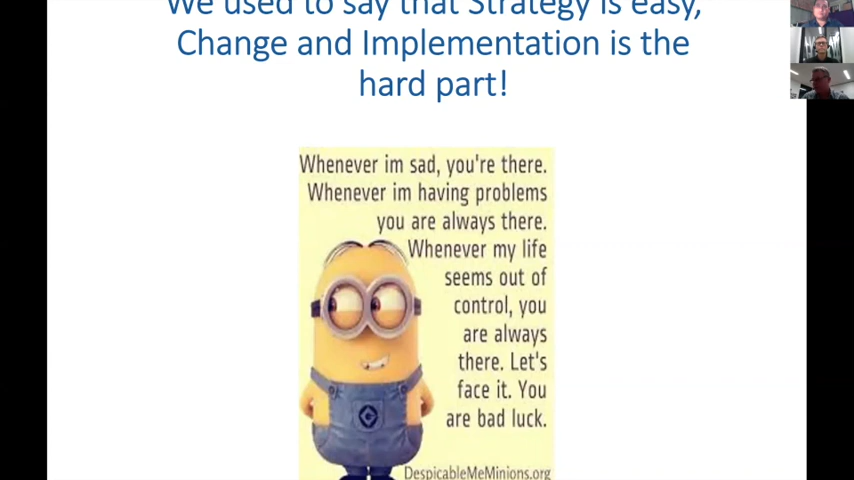 We used to say that Strategy is easy,
Change and Implementation is the
hard part!
Whenever im sad, you're there.
Whenever im having problems
you are always there.
Whenever my life
seems out of
control, you
are always
there. Let's
face it. You
are bad luck.
DespicableMeMinions.org